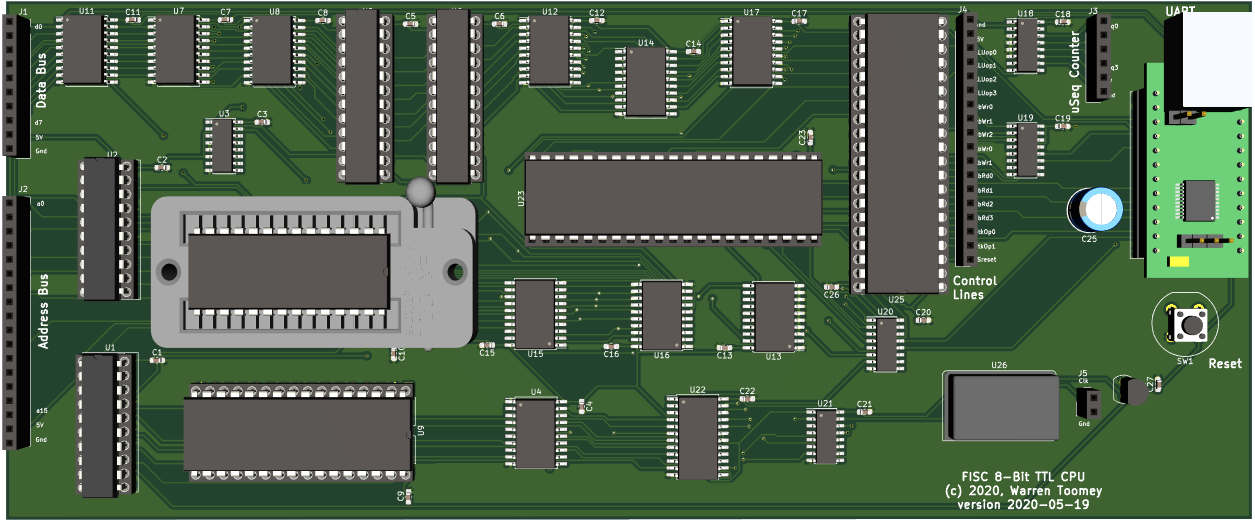 J1
U11
C11
U7
C7
U8
C8
C5
C6
U12
C12
U14
C14
U17
C17
J4
U18
C18
J3
UART
d0
Data Bus
d7
5V
Gnd
U3
C3
U2
C2
J2
a0
Address Bus
a15
5V
Gnd
U1
C1
U9
C9
C10
U23
C23
5V
LUop0
LUop1
LUop2
LUop3
bWr0
bWr1
bWr2
bWr0
bWr1
bRd0
bRd1
bRd2
bRd3
tkOp0
tkOp1
Sreset
Control
Lines
q0
q3
uSeq Counter
U19
C19
C25
U25
C26
U20
C20
C15
U15
C16
U16
C13
U13
U4
C4
U22
C22
U21
C21
U26
J5
Clk
Gnd
C27
SW1
Reset
FISC 8-Bit TTL CPU
(c) 2020, Warren Toomey
version 2020-05-19